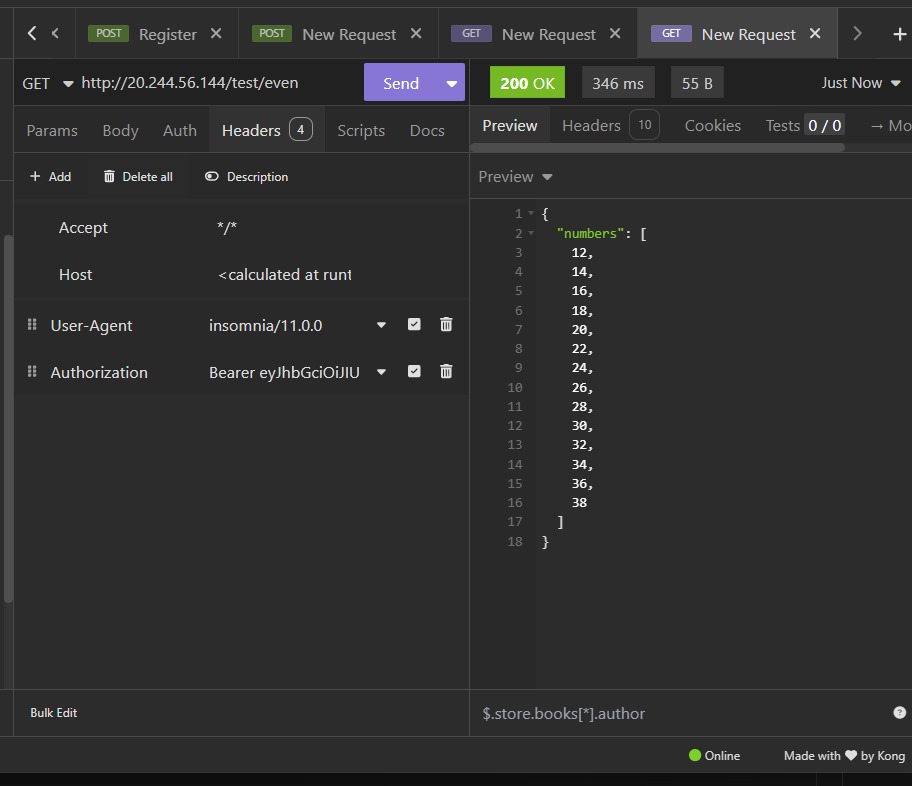 POST Register POST New Request GET New Request GET New Request
GET http://20.244.56.144/test/even Send 200 OK 346 ms 55 B Just Now
Params Body Auth Headers 4 Scripts Docs Preview Headers 10 Cookies Tests 0 / 0 → Mo
+ Add Delete all Description Preview
Accept */*
Host <calculated at runt
User-Agent insomnia/11.0.0
Authorization Bearer eyJhbGciOiJIU
1 {
2 "numbers": [
3 12,
4 14,
5 16,
6 18,
7 20,
8 22,
9 24,
10 26,
11 28,
12 30,
13 32,
14 34,
15 36,
16 38
17 ]
18 }
Bulk Edit $.store.books[*].author ?
Online Made with ♥ by Kong